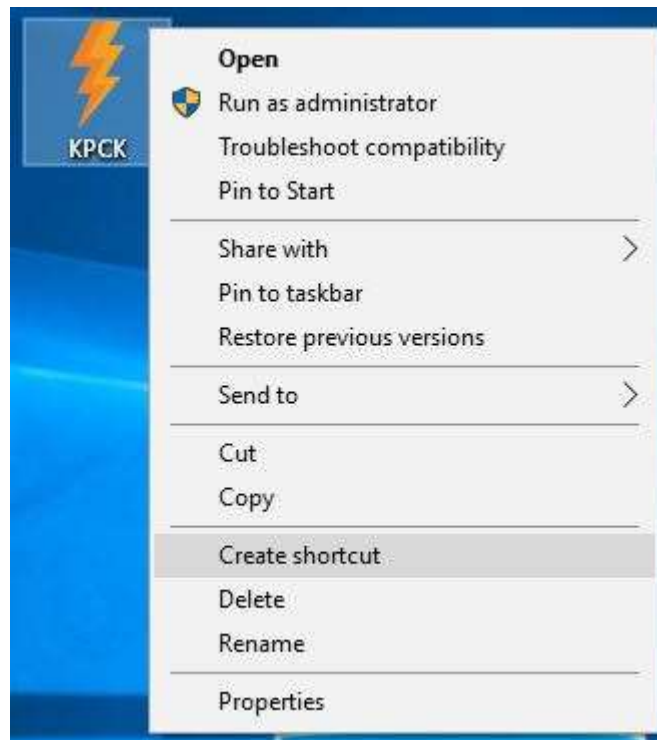 KPCK
Open
Run as administrator
Troubleshoot compatibility
Pin to Start
Share with
Pin to taskbar
Restore previous versions
Send to
Cut
Copy
Create shortcut
Delete
Rename
Properties